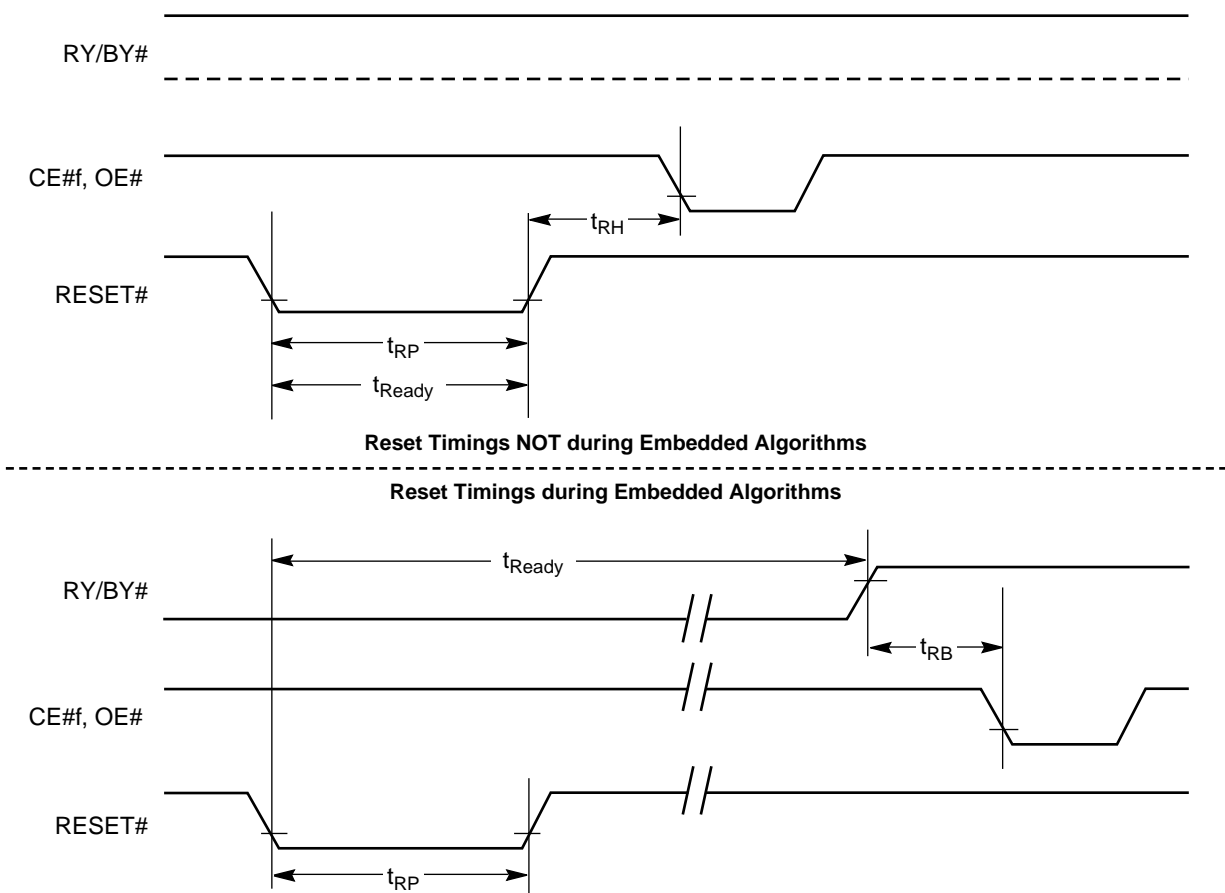 RY/BY#
CE#f, OE#
tRH
RESET#
tRP
tReady
Reset Timings NOT during Embedded Algorithms
Reset Timings during Embedded Algorithms
tReady
RY/BY#
tRB
CE#f, OE#
RESET#
tRP